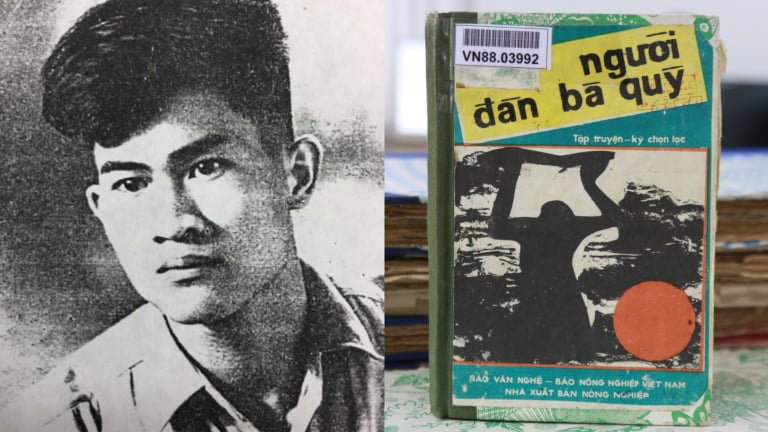 VN88.03992
người
đàn bà quỳ
Tập truyện - ký chọn lọc
BÁO VĂN NGHỆ - BÁO NÔNG NGHIỆP VIỆT NAM
NHÀ XUẤT BẢN NÔNG NGHIỆP